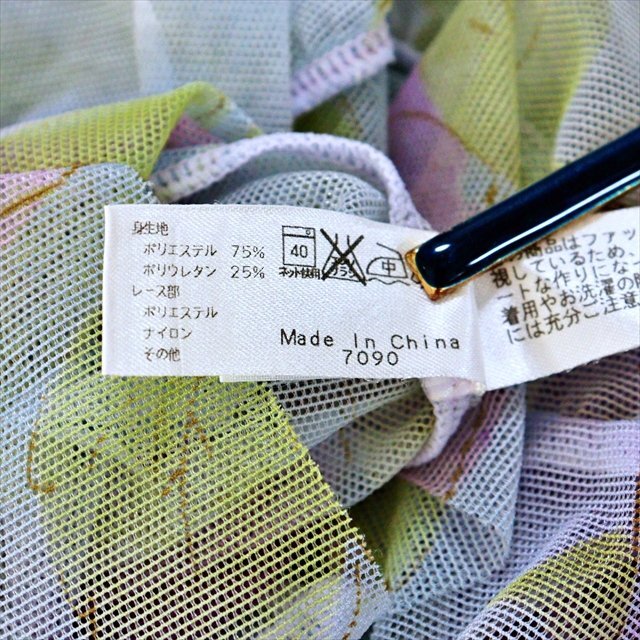 身生地
ポリエステル 75%
ポリウレタン 25%
レース部
ポリエステル
ナイロン
その他
40
ネット使用
エンソ
中
Made In China
7090
の商品はファッ
視しているため、
ートな作りにな
着用やお洗濯の際
には充分ご注意